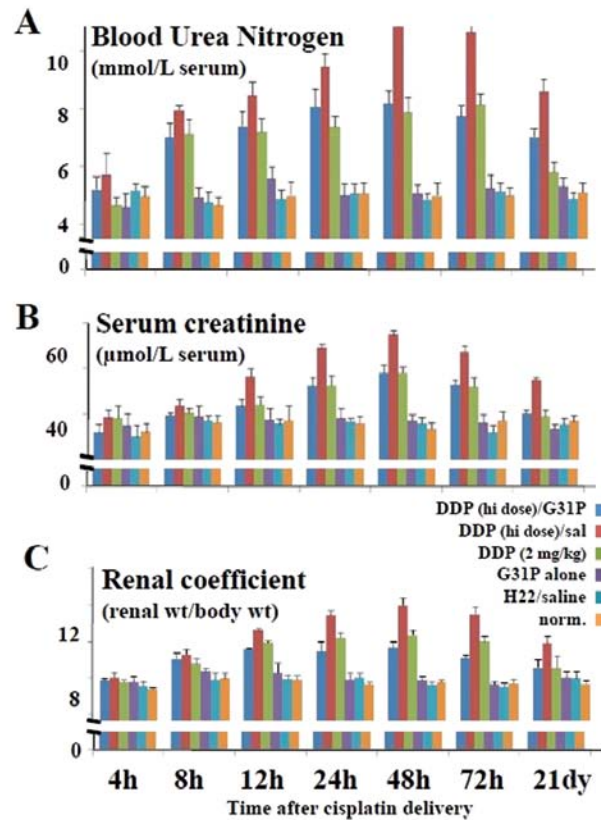 A
Blood Urea Nitrogen
(mmol/L serum)
10
8
6
4
0
B
Serum creatinine
(µmol/L serum)
60
40
0
DDP (hi dose)/G31P
DDP (hi dose)/sal
DDP (2 mg/kg)
G31P alone
H22/saline
norm.
C
Renal coefficient
(renal wt/body wt)
12
8
0
4h 8h 12h 24h 48h 72h 21dy
Time after cisplatin delivery